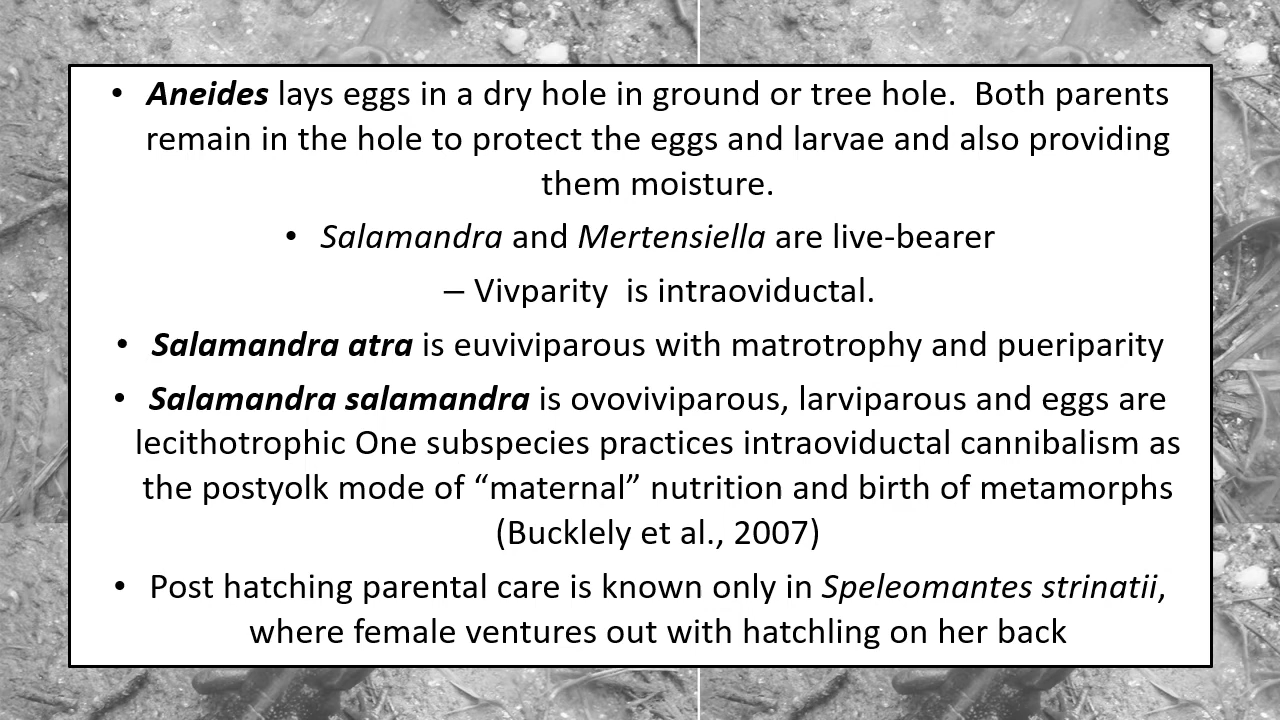 • Aneides lays eggs in a dry hole in ground or tree hole.  Both parents
remain in the hole to protect the eggs and larvae and also providing
them moisture.
• Salamandra and Mertensiella are live-bearer
– Vivparity  is intraoviductal.
• Salamandra atra is euviviparous with matrotrophy and pueriparity
• Salamandra salamandra is ovoviviparous, larviparous and eggs are
lecithotrophic One subspecies practices intraoviductal cannibalism as
the postyolk mode of “maternal” nutrition and birth of metamorphs
(Bucklely et al., 2007)
• Post hatching parental care is known only in Speleomantes strinatii,
where female ventures out with hatchling on her back